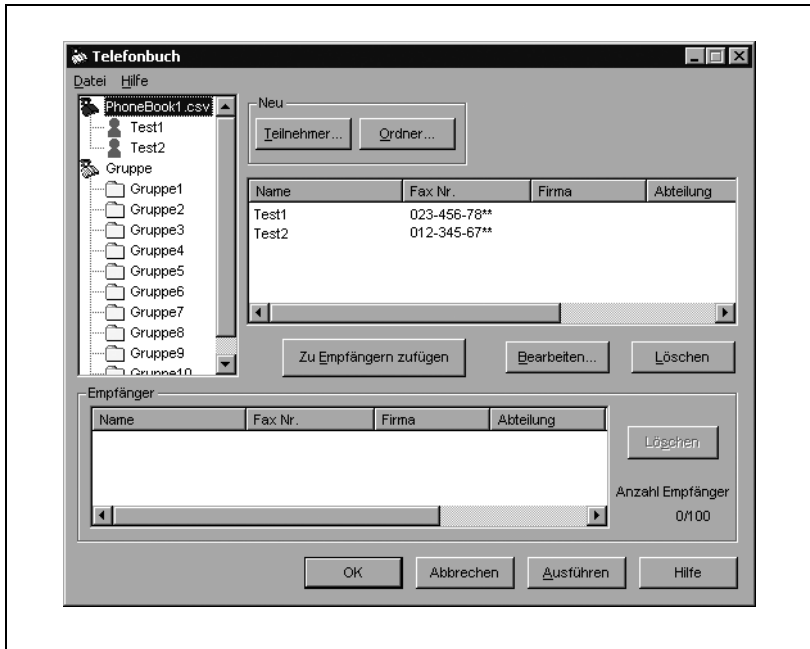 Telefonbuch
Datei Hilfe
PhoneBook1.csv
Test1
Test2
Gruppe
Gruppe1
Gruppe2
Gruppe3
Gruppe4
Gruppe5
Gruppe6
Gruppe7
Gruppe8
Gruppe9
Gruppe10
Neu
Teilnehmer... Ordner...
Name Fax Nr. Firma Abteilung
Test1 023-456-78**
Test2 012-345-67**
Zu Empfängern zufügen Bearbeiten... Löschen
Empfänger
Name Fax Nr. Firma Abteilung
Löschen
Anzahl Empfänger
0/100
OK Abbrechen Ausführen Hilfe